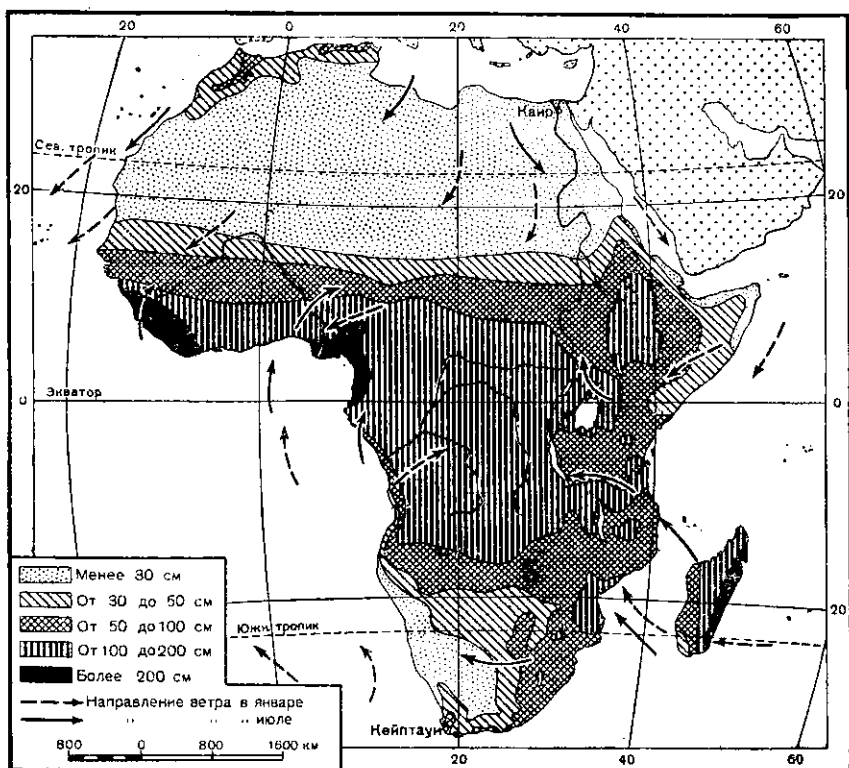 20 0 20 40 60
Каир
Сев. тропик
20 20
Экватор
0 0
Менее 30 см
От 30 до 50 см
От 50 до 100 см
От 100 до 200 см
Более 200 см
Направление ветра в январе
" " " июле
800 0 800 1600 км
Южн. тропик
20
Кейптаун
20 40 60